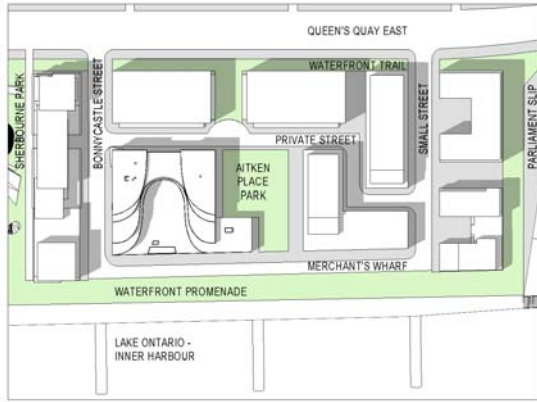 QUEEN'S QUAY EAST
WATERFRONT TRAIL
SHERBOURNE PARK
BONNYCASTLE STREET
PRIVATE STREET
SMALL STREET
PARLIAMENT SLIP
AITKEN
PLACE
PARK
MERCHANT'S WHARF
WATERFRONT PROMENADE
LAKE ONTARIO -
INNER HARBOUR